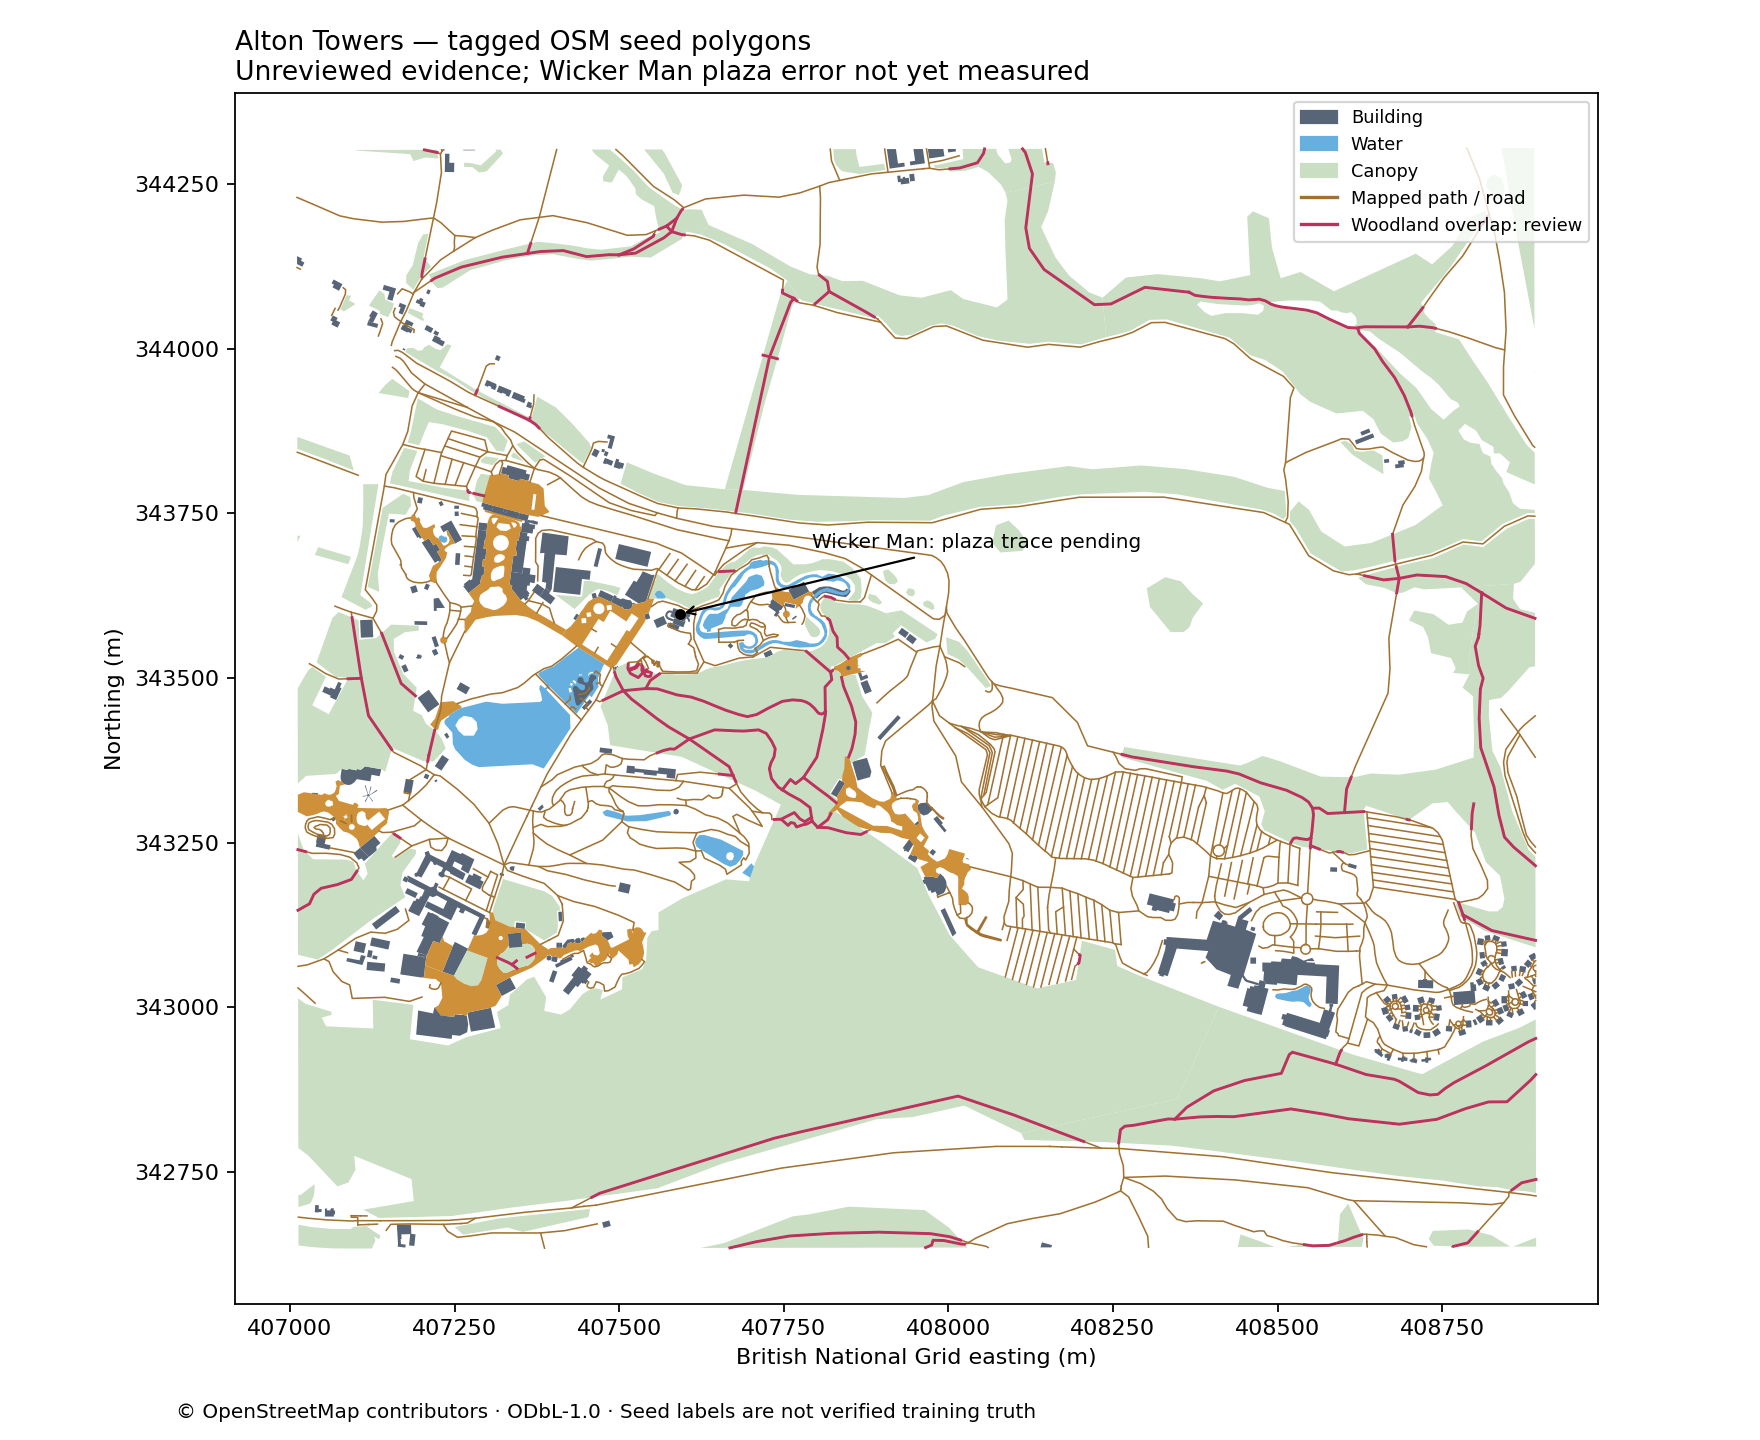 Alton Towers — tagged OSM seed polygons
Unreviewed evidence; Wicker Man plaza error not yet measured
Building
Water
Canopy
Mapped path / road
Woodland overlap: review
344250
344000
343750
343500
343250
343000
342750
Northing (m)
Wicker Man: plaza trace pending
407000 407250 407500 407750 408000 408250 408500 408750
British National Grid easting (m)
© OpenStreetMap contributors · ODbL-1.0 · Seed labels are not verified training truth